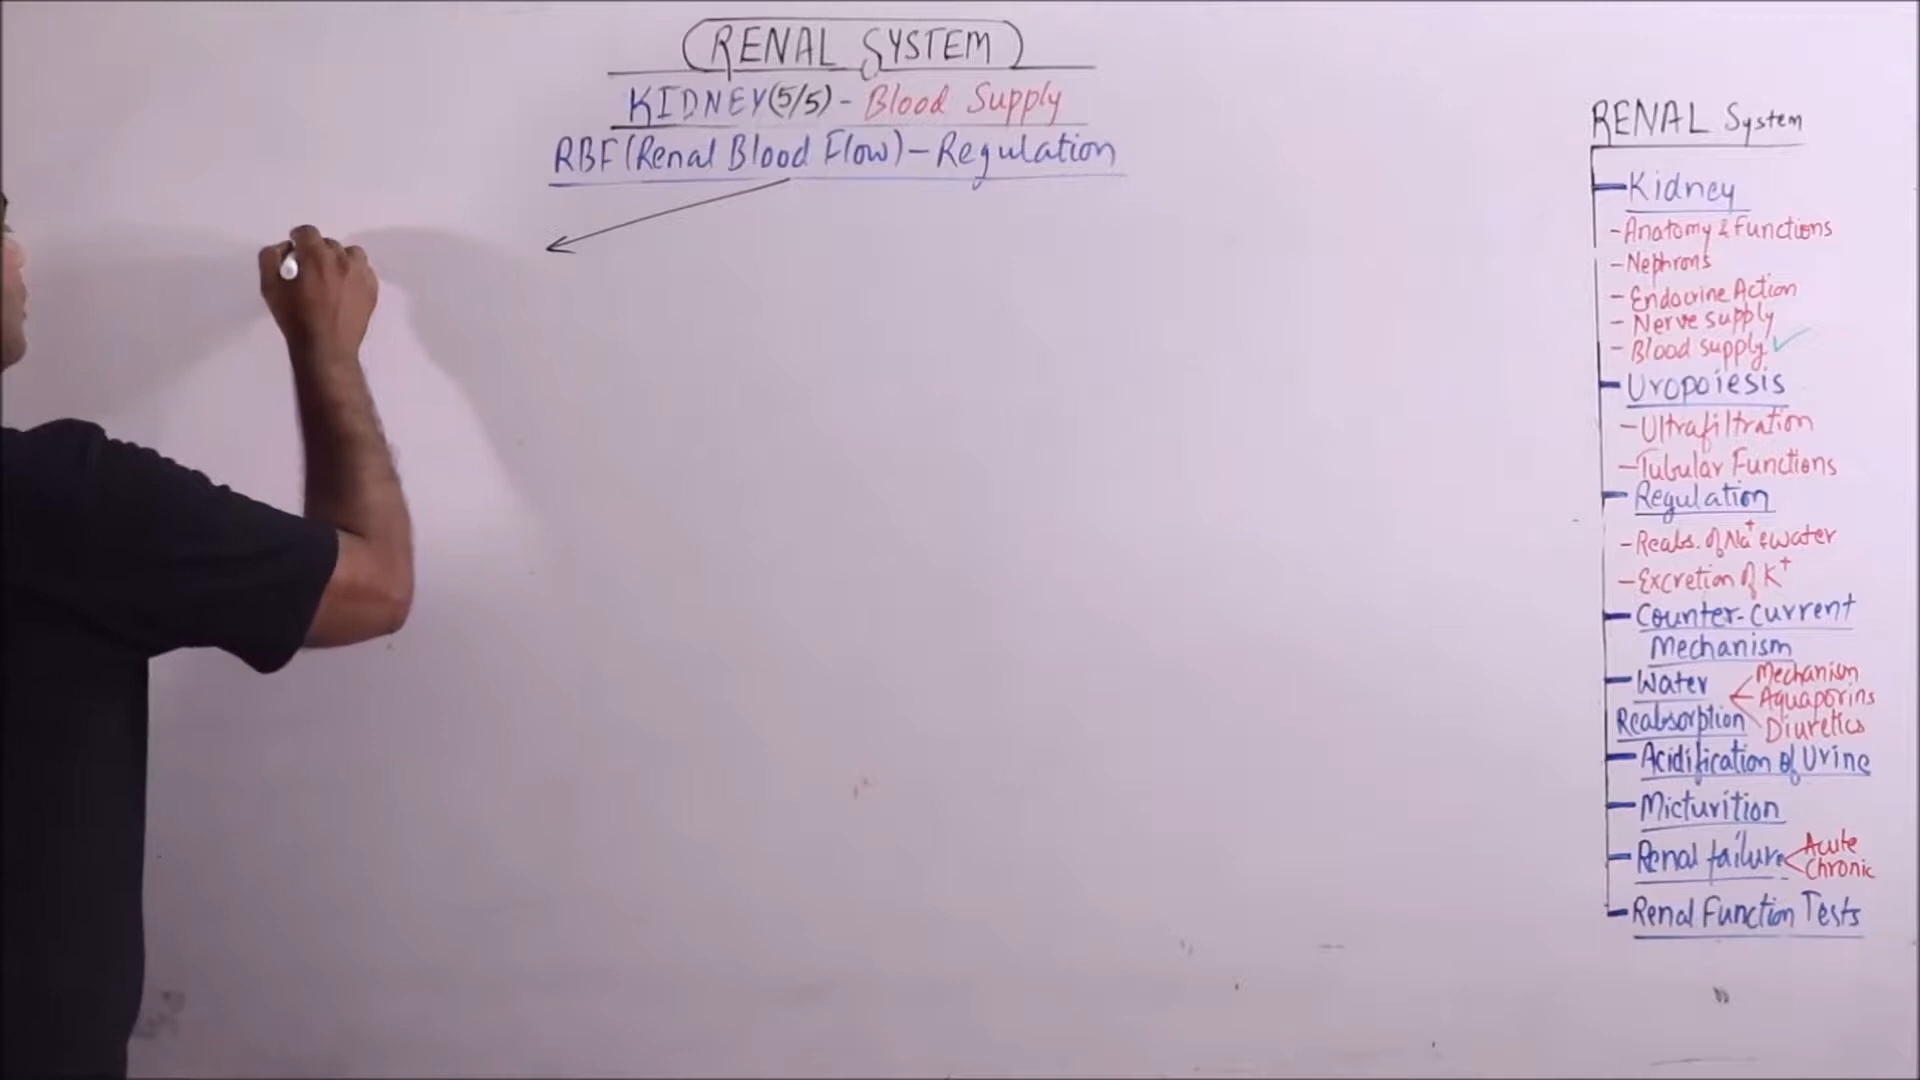 RENAL SYSTEM
KIDNEY(5/5) - Blood Supply
RBF (Renal Blood Flow) - Regulation
RENAL System
- Kidney
- Anatomy & Functions
- Nephrons
- Endocrine Action
- Nerve supply
- Blood supply ✓
- Uropoiesis
- Ultrafiltration
- Tubular Functions
- Regulation
- Reabs. of Na+ & water
- Excretion of K+
- Counter-current
Mechanism
- Water
Reabsorption
Mechanism
Aquaporins
Diuretics
- Acidification of Urine
- Micturition
- Renal failure
Acute
Chronic
- Renal Function Tests